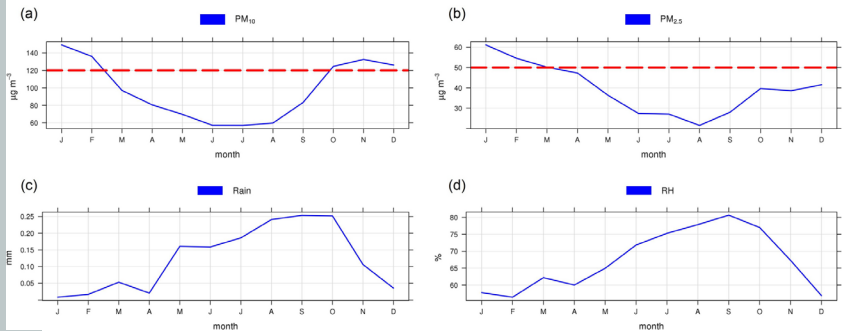 (a)
PM₁₀
140
120
100
80
60
µg m⁻³
J F M A M J J A S O N D
month
(b)
PM₂.₅
60
50
40
30
µg m⁻³
J F M A M J J A S O N D
month
(c)
Rain
0.25
0.20
0.15
0.10
0.05
mm
J F M A M J J A S O N D
month
(d)
RH
80
75
70
65
60
%
J F M A M J J A S O N D
month